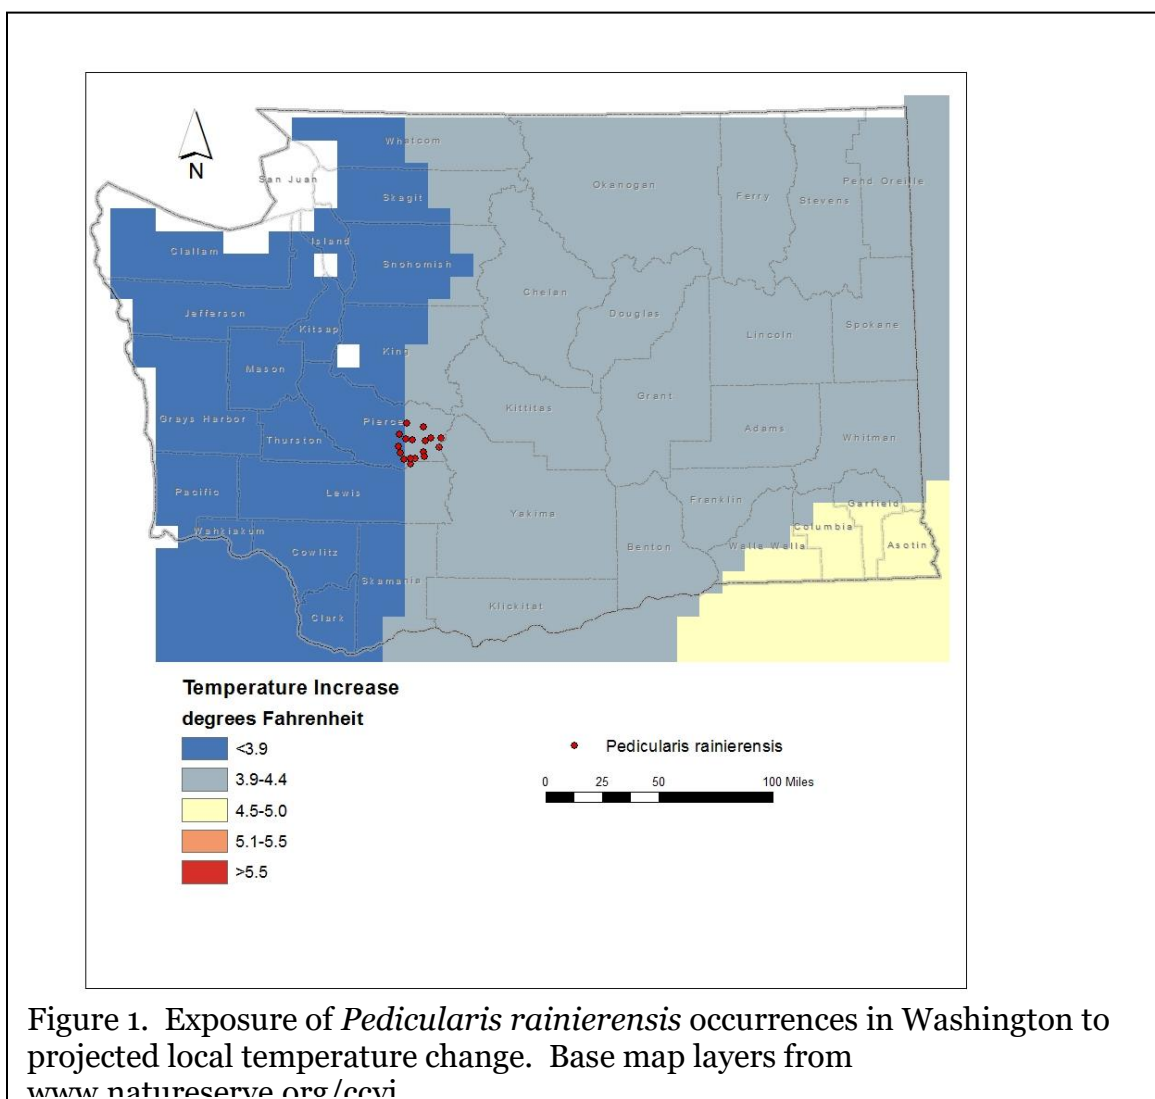 N
Whatcom
San Juan
Okanogan
Ferry
Pend Oreille
Skagit
Stevens
Clallam
Island
Snohomish
Chelan
Jefferson
Douglas
Kitsap
Lincoln
Spokane
King
Mason
Grant
Kittitas
Grays Harbor
Pierce
Adams
Whitman
Thurston
Pacific
Lewis
Franklin
Garfield
Yakima
Columbia
Wahkiakum
Cowlitz
Benton
Walla Walla
Asotin
Skamania
Klickitat
Clark
Temperature Increase
degrees Fahrenheit
<3.9
3.9-4.4
4.5-5.0
5.1-5.5
>5.5
Pedicularis rainierensis
0 25 50 100 Miles
Figure 1. Exposure of Pedicularis rainierensis occurrences in Washington to
projected local temperature change. Base map layers from
www.natureserve.org/ccvi